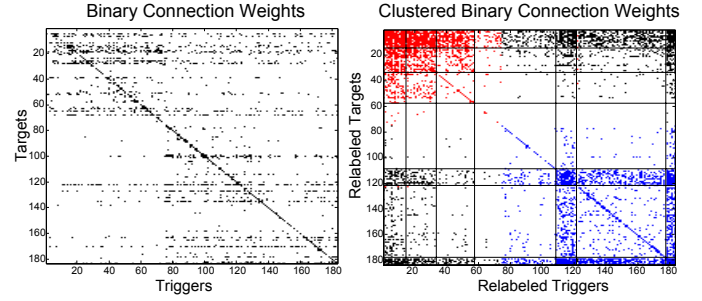 Binary Connection Weights
20
40
60
80
100
120
140
160
180
Targets
20 40 60 80 100 120 140 160 180
Triggers
Clustered Binary Connection Weights
20
40
60
80
100
120
140
160
180
Relabeled Targets
20 40 60 80 100 120 140 160 180
Relabeled Triggers